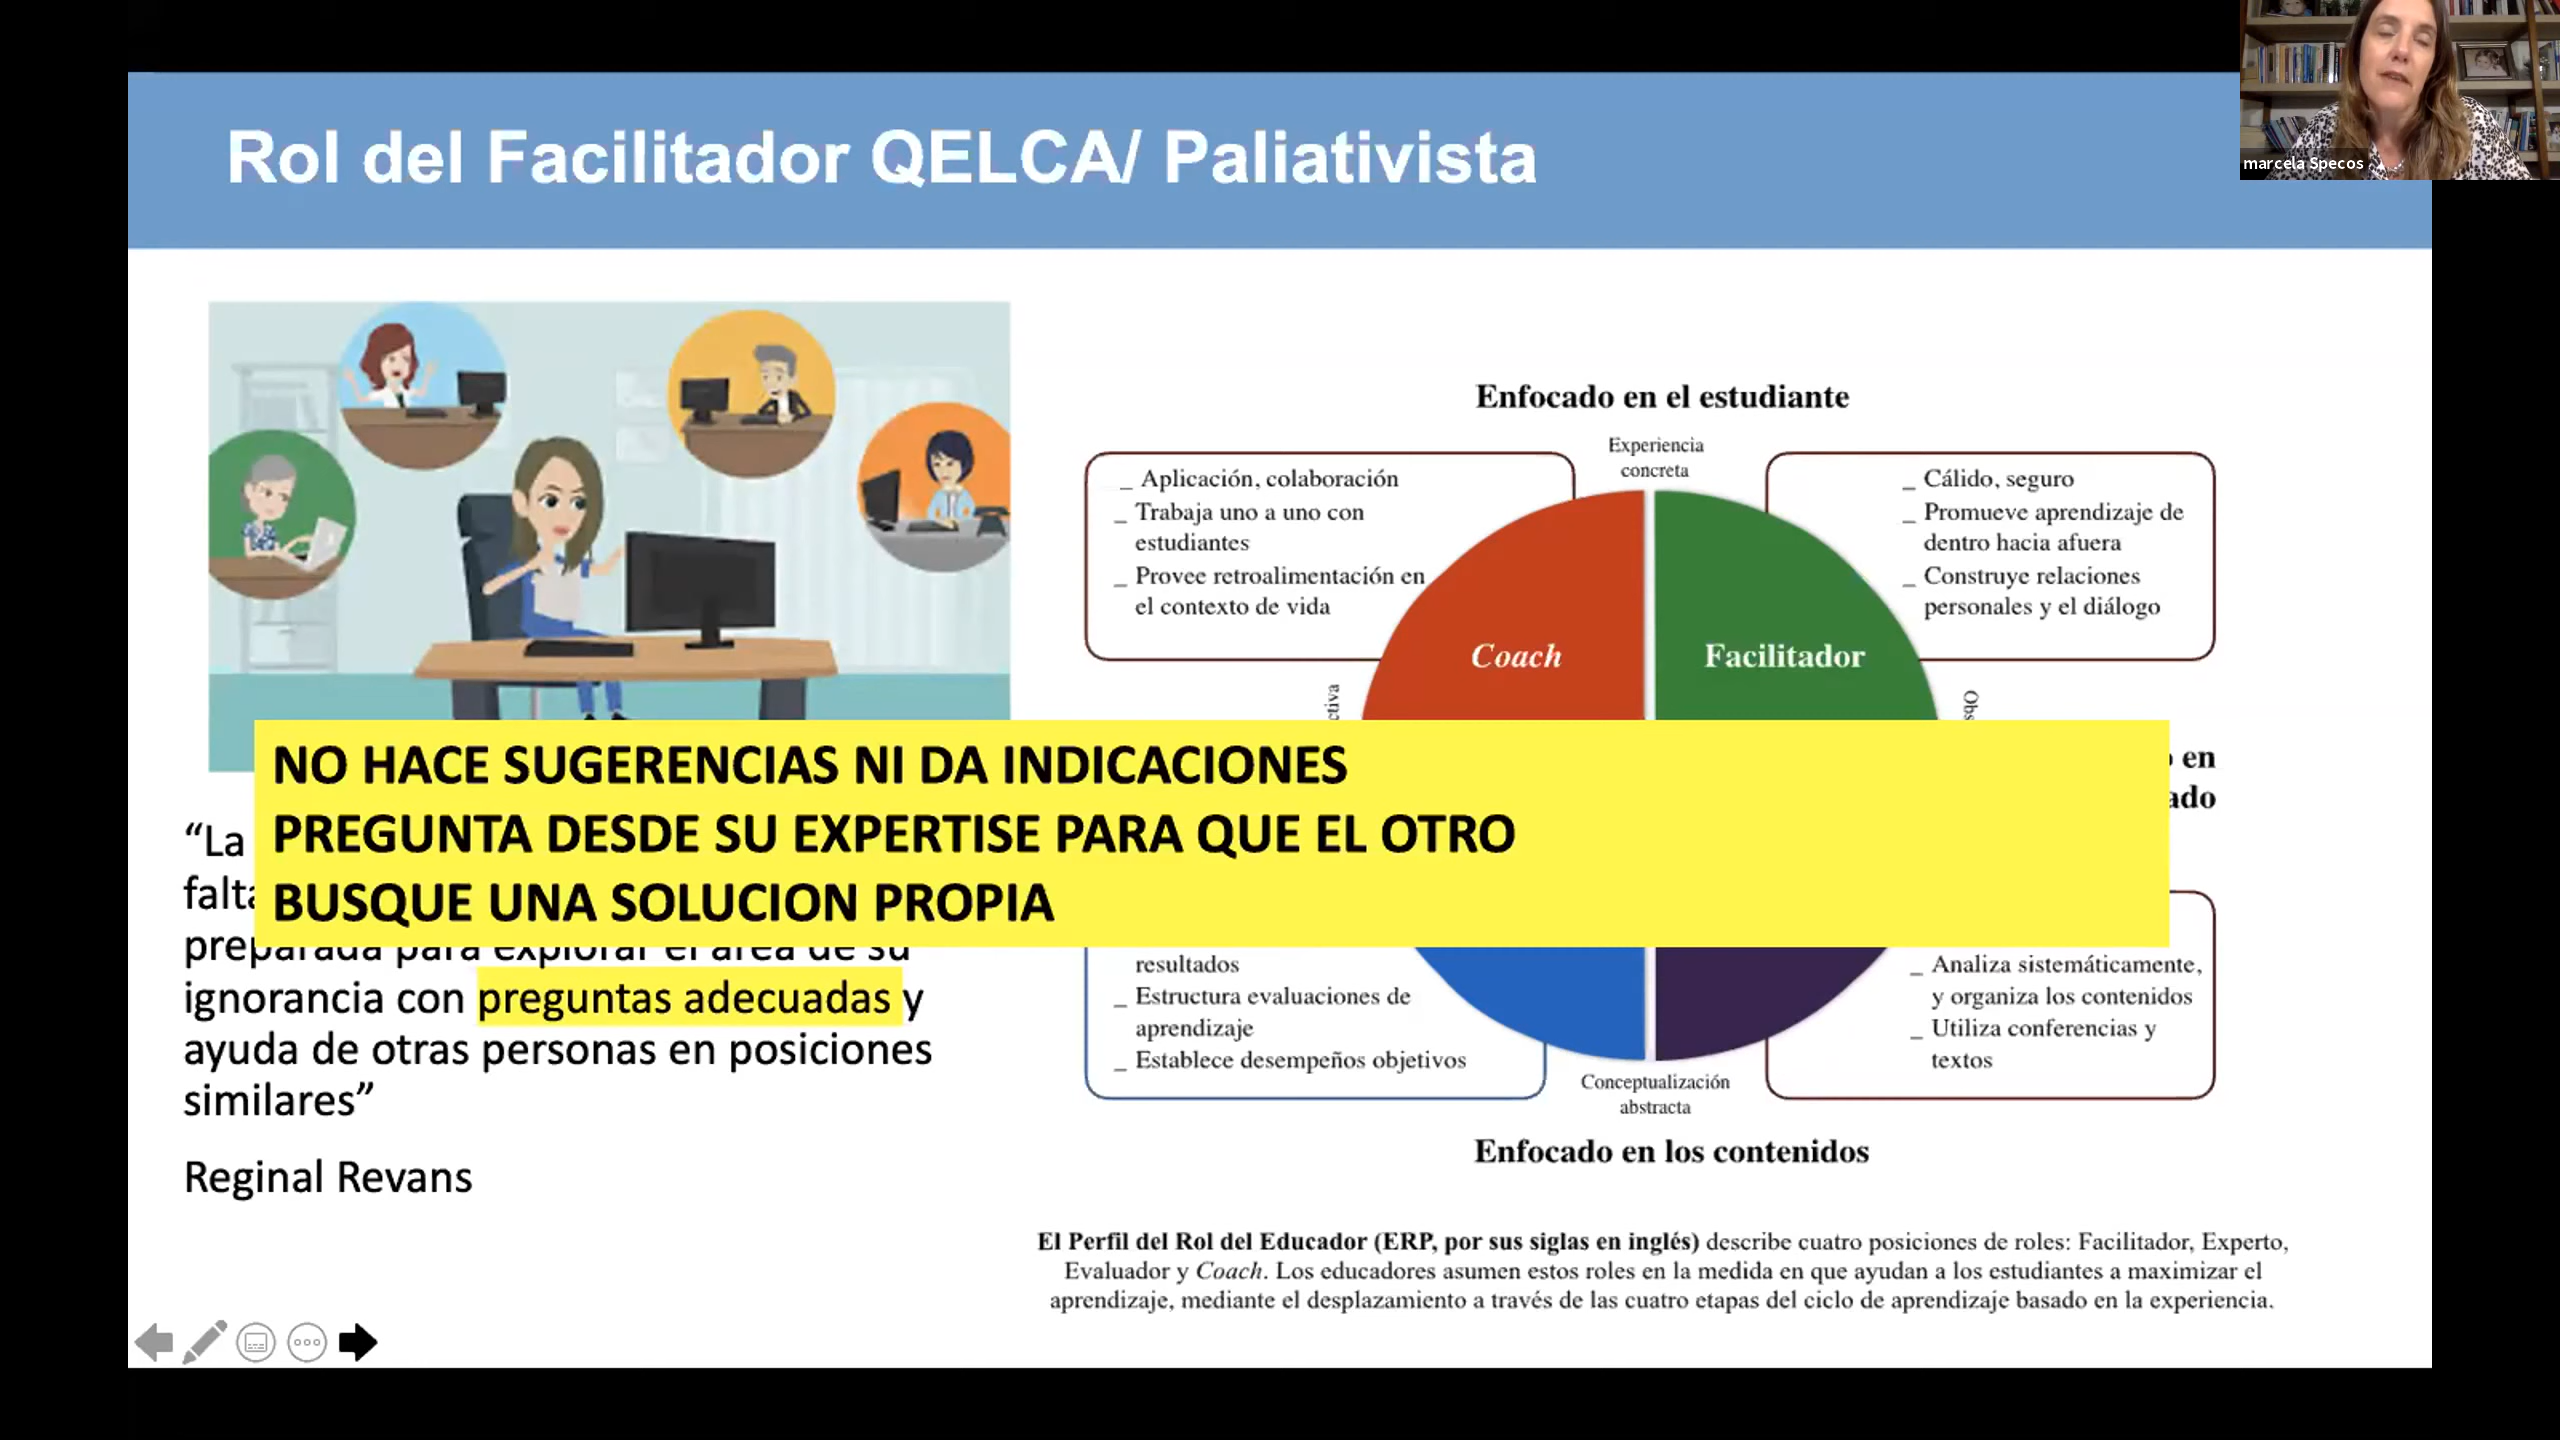 marcela Specos
Rol del Facilitador QELCA/ Paliativista
Enfocado en el estudiante
Experiencia
concreta
_ Aplicación, colaboración
_ Trabaja uno a uno con
estudiantes
_ Provee retroalimentación en
el contexto de vida
_ Cálido, seguro
_ Promueve aprendizaje de
dentro hacia afuera
_ Construye relaciones
personales y el diálogo
Coach
Facilitador
NO HACE SUGERENCIAS NI DA INDICACIONES
PREGUNTA DESDE SU EXPERTISE PARA QUE EL OTRO
BUSQUE UNA SOLUCION PROPIA
en
“La
preparada para explorar el área de su
ignorancia con preguntas adecuadas y
ayuda de otras personas en posiciones
similares”
Reginal Revans
resultados
_ Estructura evaluaciones de
aprendizaje
_ Establece desempeños objetivos
_ Analiza sistemáticamente,
y organiza los contenidos
_ Utiliza conferencias y
textos
Conceptualización
abstracta
Enfocado en los contenidos
El Perfil del Rol del Educador (ERP, por sus siglas en inglés) describe cuatro posiciones de roles: Facilitador, Experto,
Evaluador y Coach. Los educadores asumen estos roles en la medida en que ayudan a los estudiantes a maximizar el
aprendizaje, mediante el desplazamiento a través de las cuatro etapas del ciclo de aprendizaje basado en la experiencia.